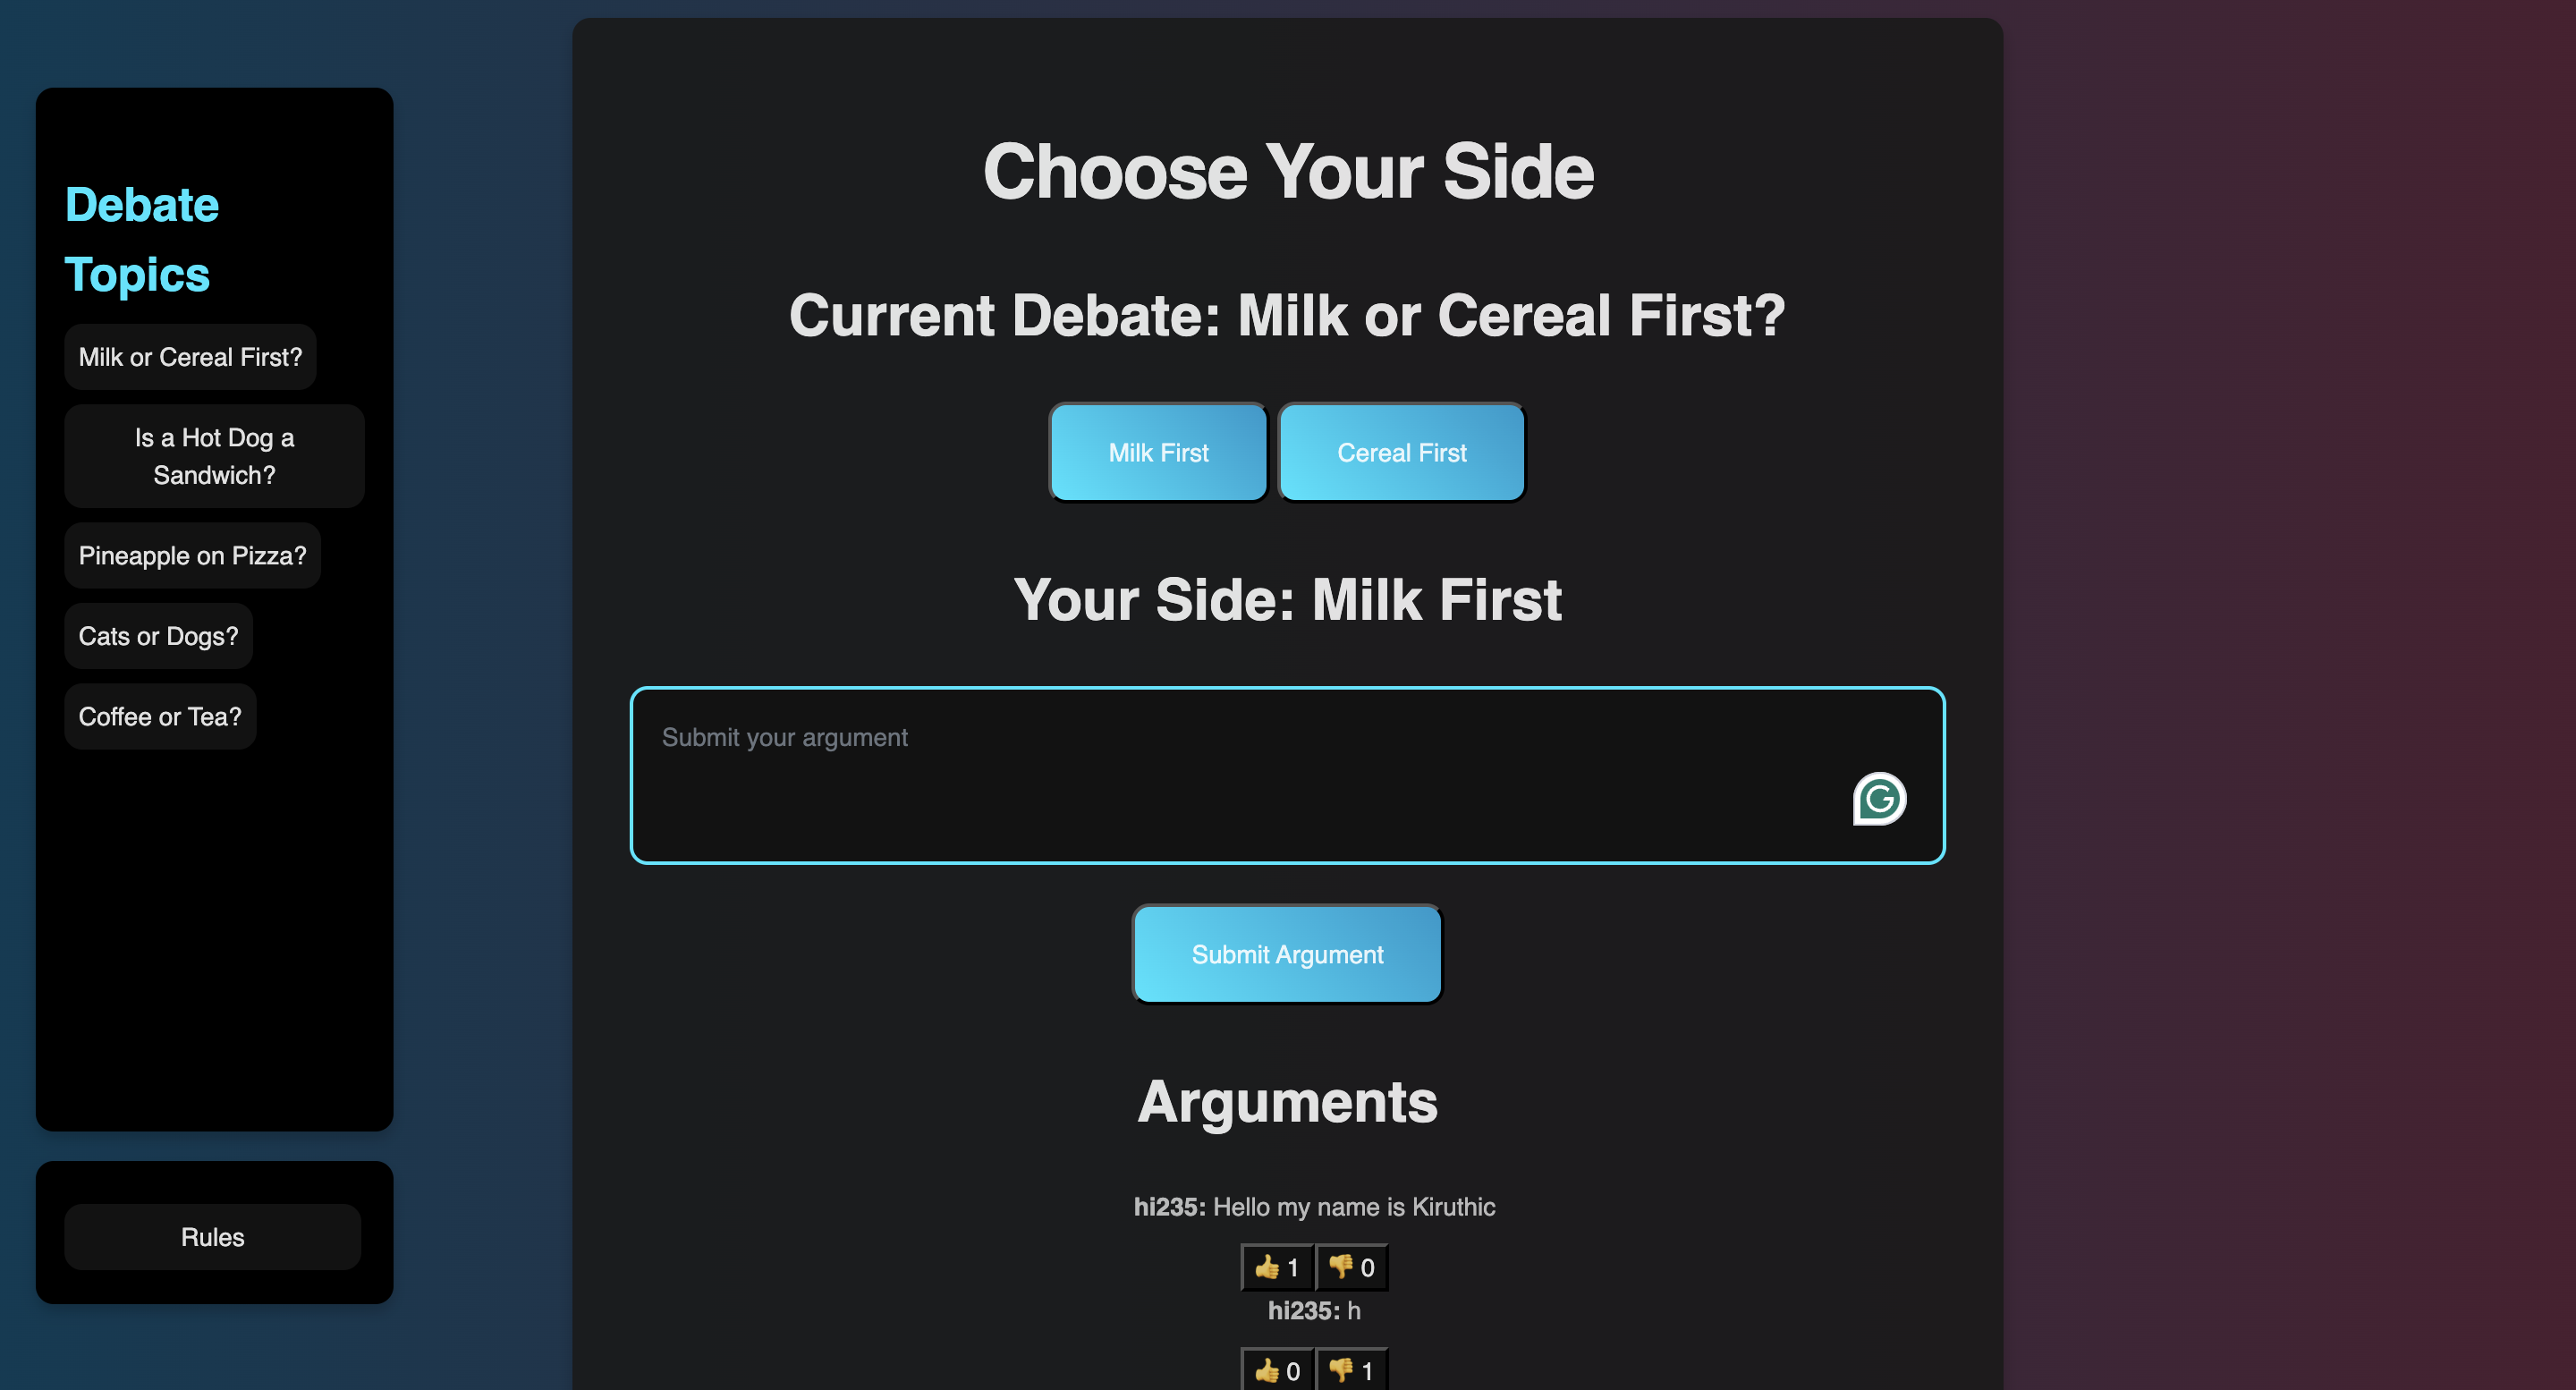 Debate
Topics
Milk or Cereal First?
Is a Hot Dog a
Sandwich?
Pineapple on Pizza?
Cats or Dogs?
Coffee or Tea?
Rules
Choose Your Side
Current Debate: Milk or Cereal First?
Milk First
Cereal First
Your Side: Milk First
Submit your argument
Submit Argument
Arguments
hi235: Hello my name is Kiruthic
👍 1
👎 0
hi235: h
👍 0
👎 1